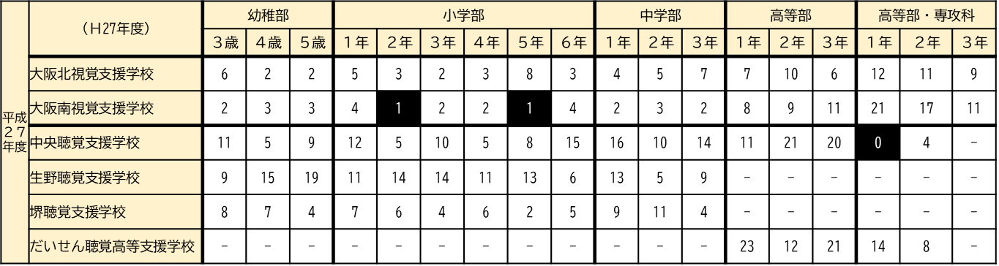 平成27年度
（H27年度） 幼稚部 小学部 中学部 高等部 高等部・専攻科
３歳 ４歳 ５歳 １年 ２年 ３年 ４年 ５年 ６年 １年 ２年 ３年 １年 ２年 ３年 １年 ２年 ３年
大阪北視覚支援学校 6 2 2 5 3 2 3 8 3 4 5 7 7 10 6 12 11 9
大阪南視覚支援学校 2 3 3 4 1 2 2 1 4 2 3 2 8 9 11 21 17 11
中央聴覚支援学校 11 5 9 12 5 10 5 8 15 16 10 14 11 21 20 0 4 －
生野聴覚支援学校 9 15 19 11 14 14 11 13 6 13 5 9 － － － － － －
堺聴覚支援学校 8 7 4 7 6 4 6 2 5 9 11 4 － － － － － －
だいせん聴覚高等支援学校 － － － － － － － － － － － － 23 12 21 14 8 －